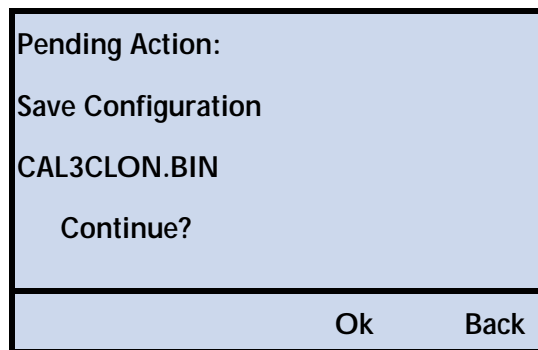 Pending Action:
Save Configuration
CAL3CLON.BIN
Continue?
Ok Back